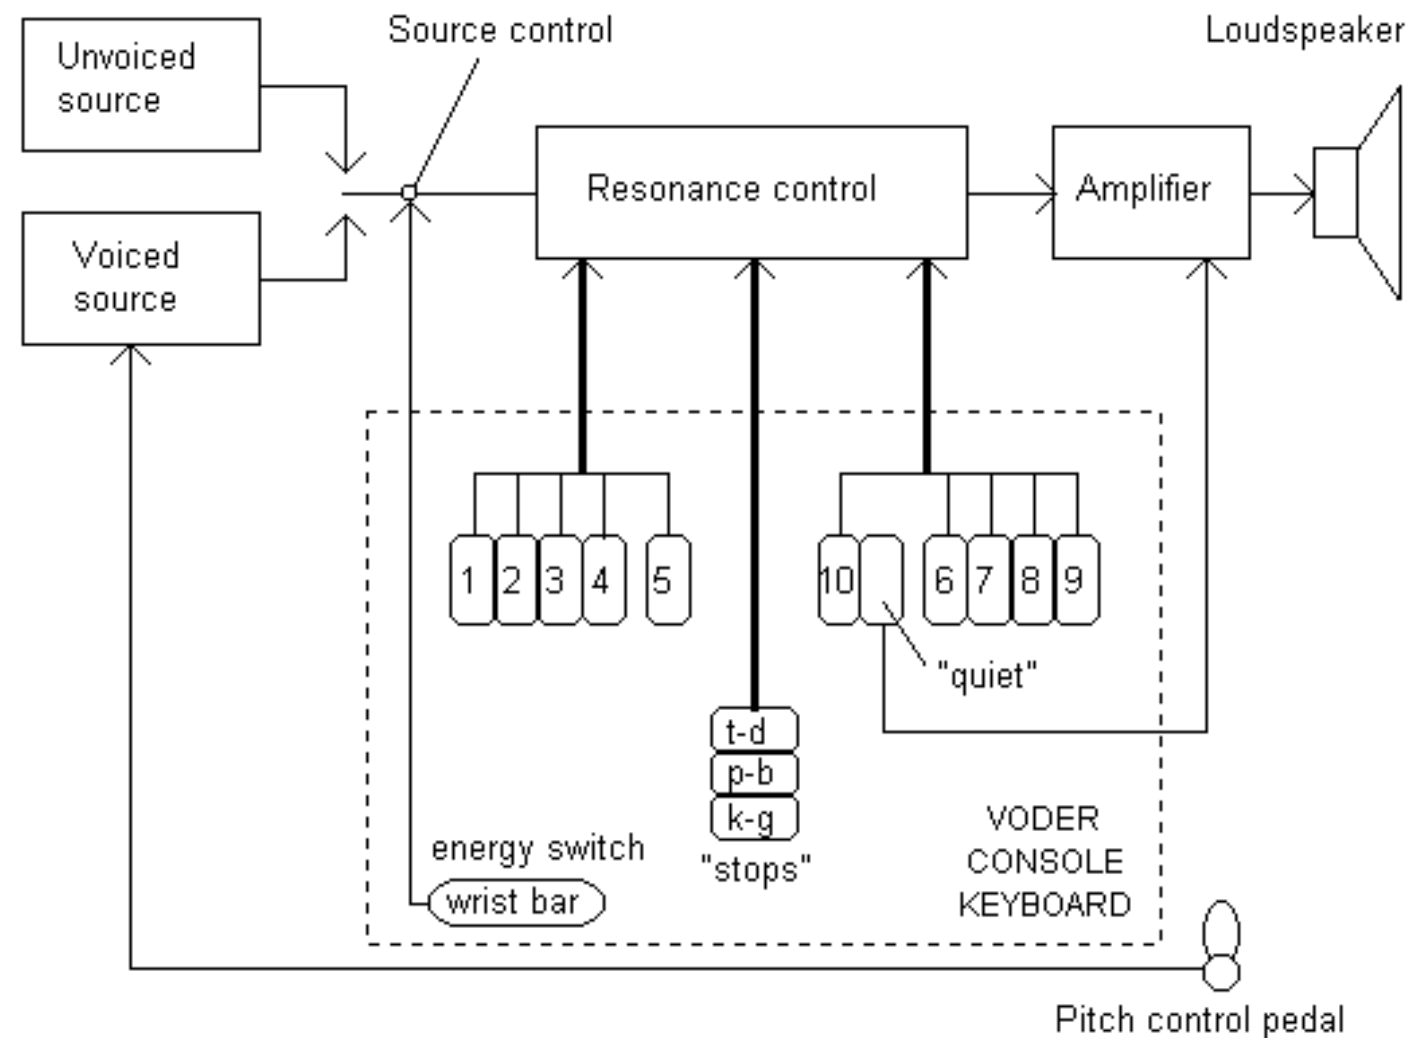 Source control
Loudspeaker
Unvoiced
source
Resonance control
Amplifier
Voiced
source
1
2
3
4
5
10
6
7
8
9
"quiet"
t-d
p-b
k-g
"stops"
energy switch
wrist bar
VODER
CONSOLE
KEYBOARD
Pitch control pedal